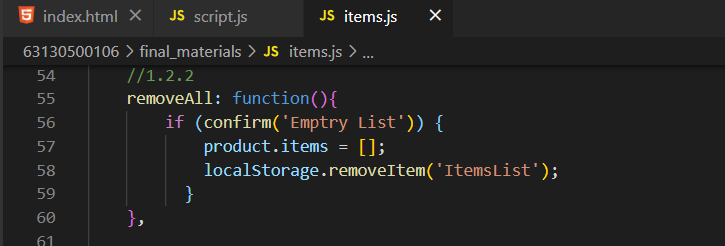 index.html
JS script.js
JS items.js
63130500106 > final_materials > JS items.js > ...
54 //1.2.2
55 removeAll: function(){
56 if (confirm('Emptry List')) {
57 product.items = [];
58 localStorage.removeItem('ItemsList');
59 }
60 },
61